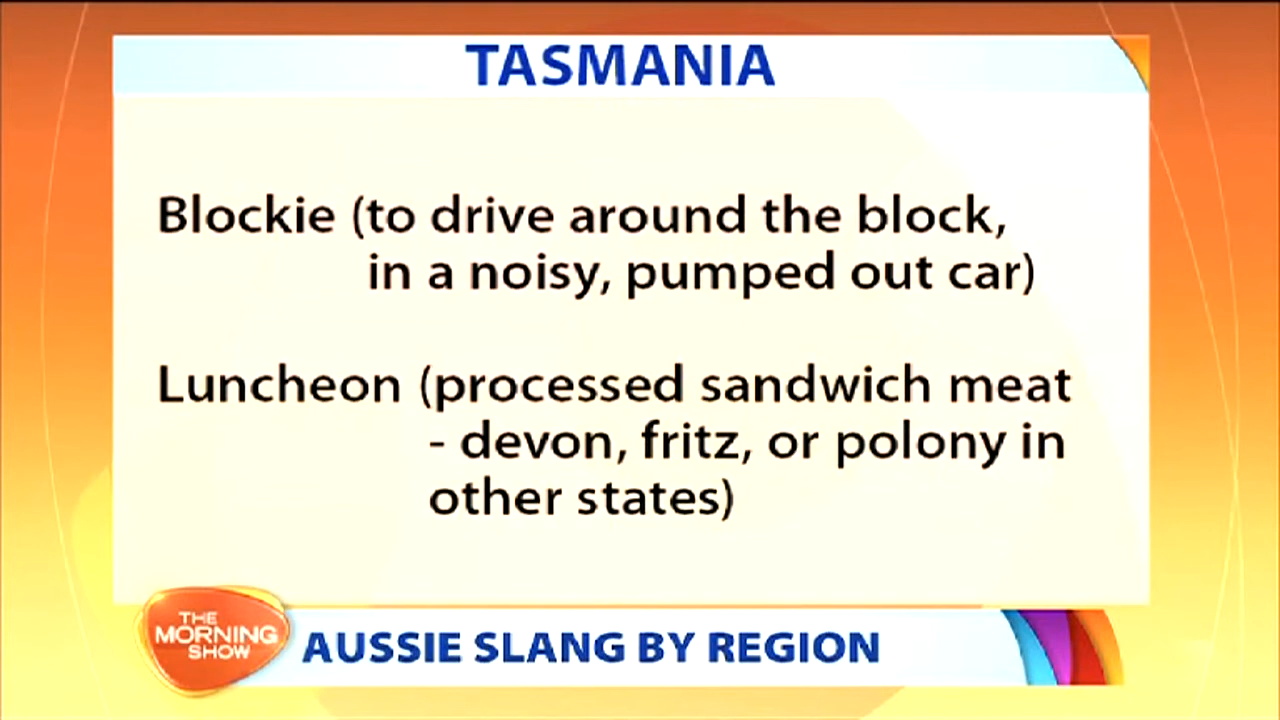 TASMANIA
Blockie (to drive around the block,
in a noisy, pumped out car)
Luncheon (processed sandwich meat
- devon, fritz, or polony in
other states)
THE
MORNING
SHOW
AUSSIE SLANG BY REGION